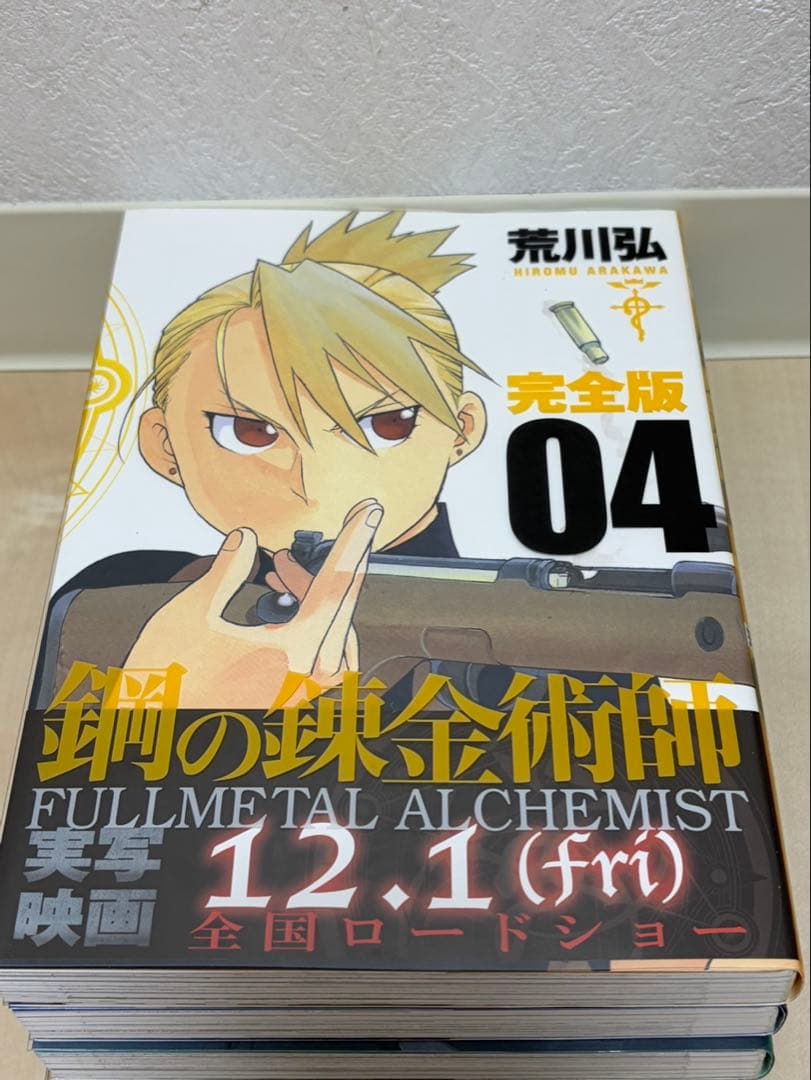 荒川弘
HIROMU ARAKAWA
完全版
04
鋼の錬金術師
FULLMETAL ALCHEMIST
実写
映画
12.1(fri)
全国ロードショー